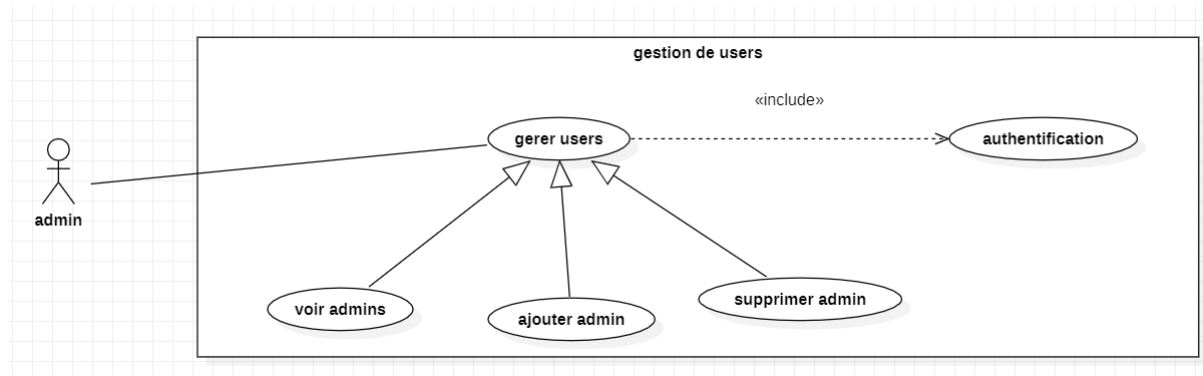 gestion de users
«include»
gerer users
authentification
admin
voir admins
ajouter admin
supprimer admin